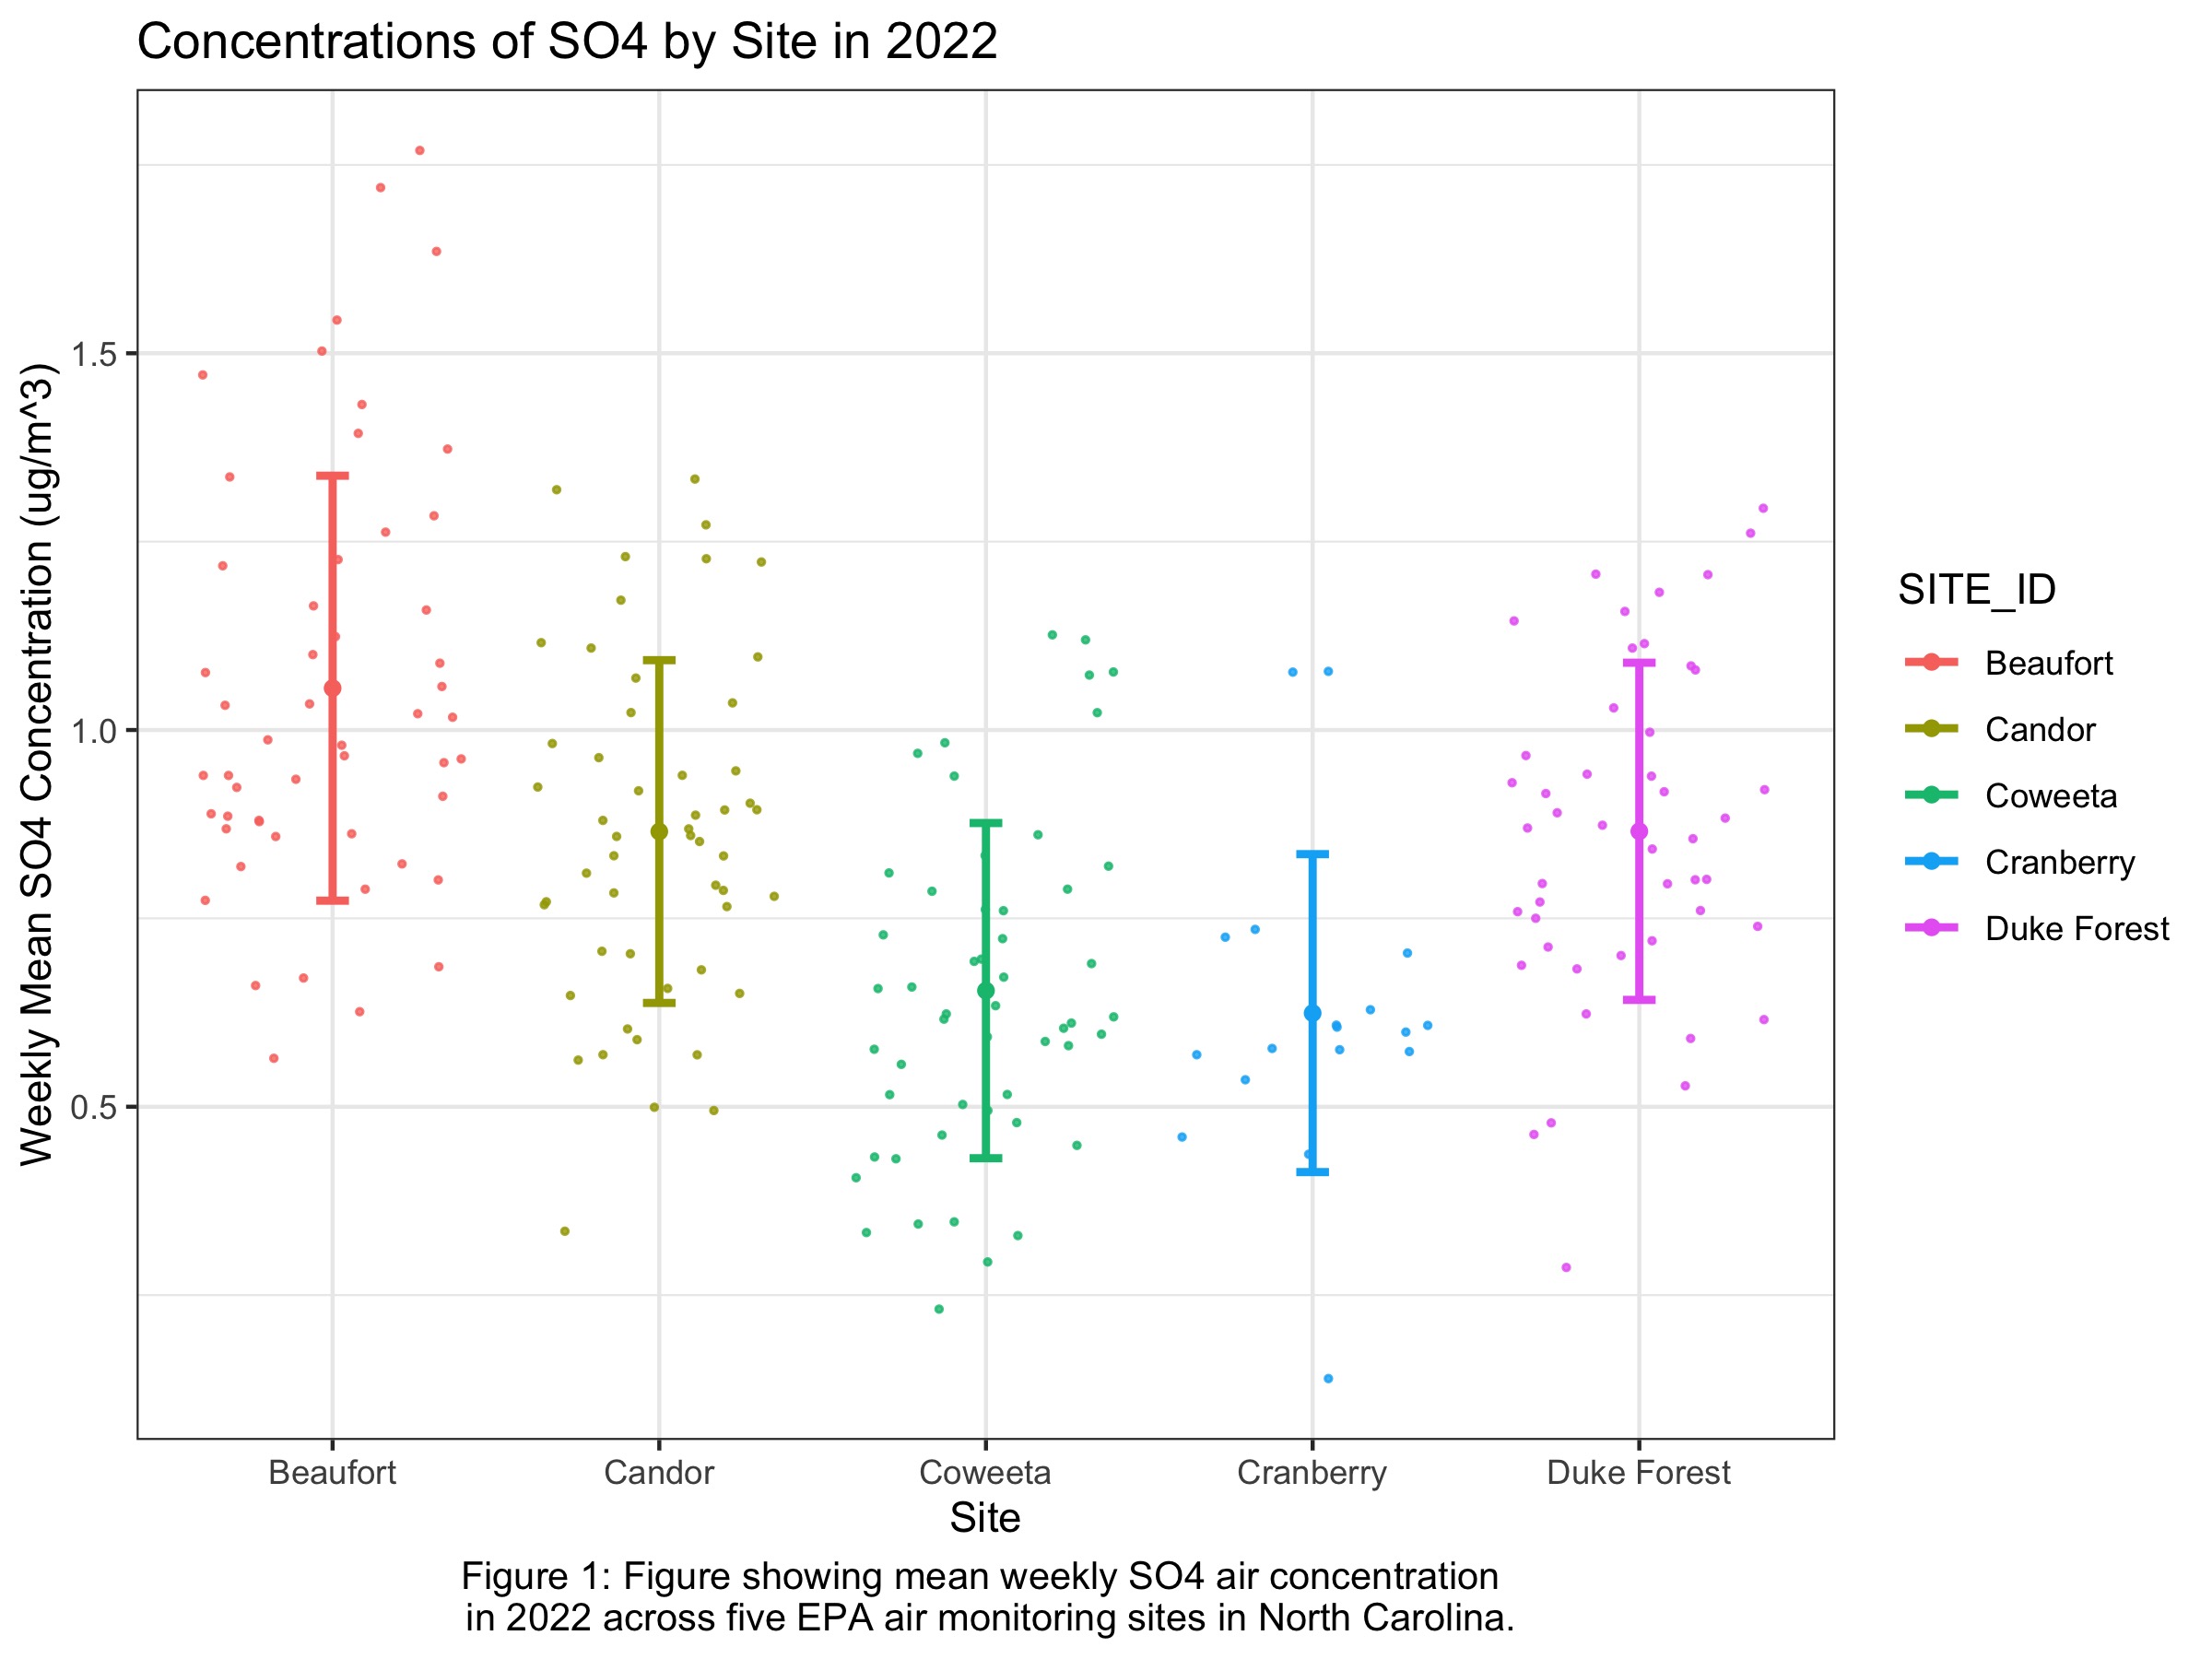 Concentrations of SO4 by Site in 2022
Weekly Mean SO4 Concentration (ug/m^3)
1.5
1.0
0.5
Beaufort
Candor
Coweeta
Cranberry
Duke Forest
Site
SITE_ID
Beaufort
Candor
Coweeta
Cranberry
Duke Forest
Figure 1: Figure showing mean weekly SO4 air concentration
in 2022 across five EPA air monitoring sites in North Carolina.